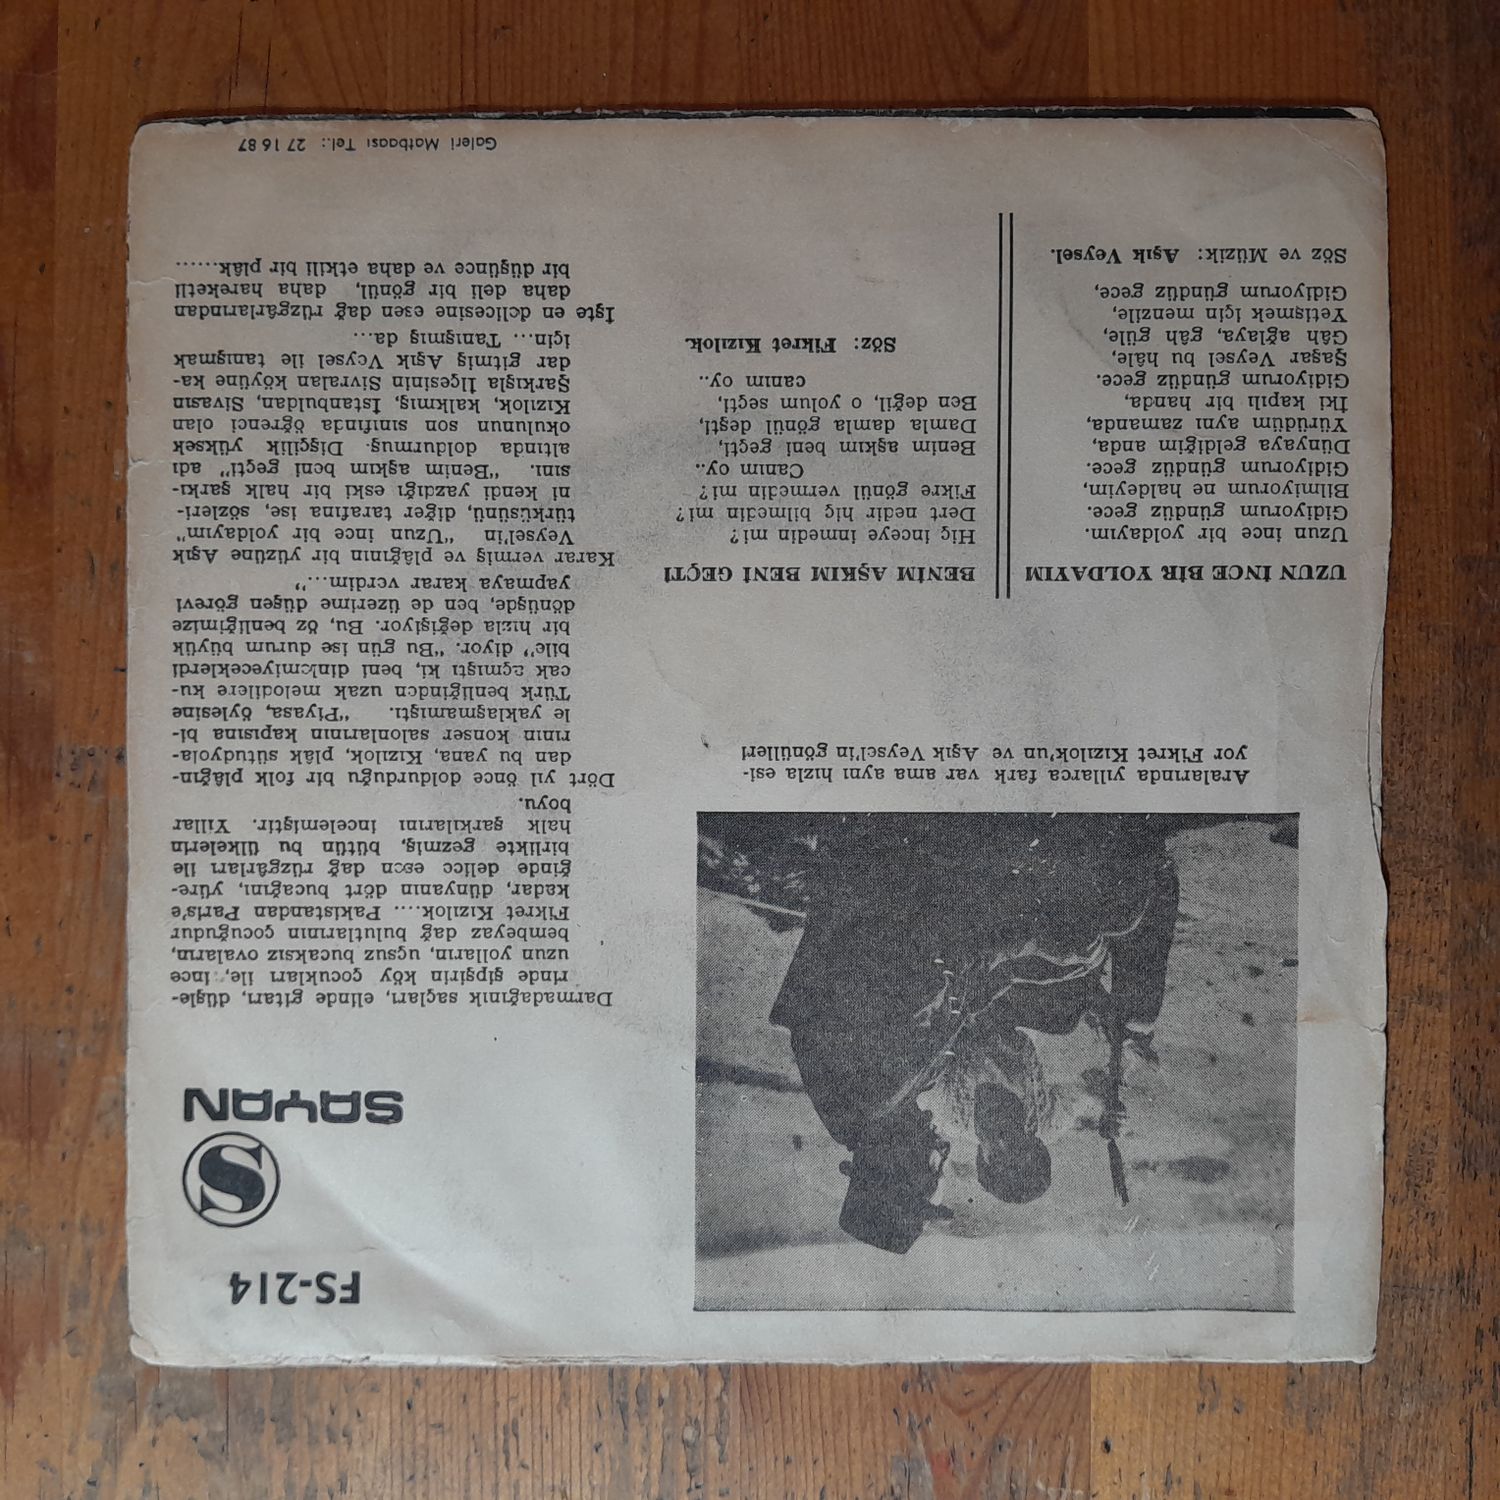 FS-214
S
SAYAN
Aralarında yıllarca fark var ama aynı hızla esi-
yor Fikret Kızılok'un ve Aşık Veysel'in gönülleri
UZUN İNCE BİR YOLDAYIM
Uzun ince bir yoldayım.
Gidiyorum gündüz gece.
Bilmiyorum ne haldeyim,
Gidiyorum gündüz gece.
Dünyaya geldiğim anda,
Yürüdüm aynı zamanda,
İki kapılı bir handa,
Gidiyorum gündüz gece.
Şaşar Veysel bu hâle,
Gâh ağlaya, gâh güle,
Yetişmek için menzile,
Gidiyorum gündüz gece,
Söz ve Müzik: Aşık Veysel.
BENİM AŞKIM BENİ GEÇTİ
Hiç inceye inmedin mi?
Dert nedir hiç bilmedin mi?
Fikre gönül vermedin mi?
Canım oy..
Benim aşkım beni geçti,
Damla damla gönül deşti,
Ben değil, o yolum seçti,
canım oy..
Söz: Fikret Kızılok.
Darmadağınık saçları, elinde gitarı, düşle-
rinde şipşirin köy çocukları ile, ince
uzun yolların, uçsuz bucaksız ovaların,
bembeyaz dağ bulutlarının çocuğudur
Fikret Kızılok.... Pakistandan Paris'e
kadar, dünyanın dört bucağını, yüre-
ğinde delice esen dağ rüzgârları ile
birlikte gezmiş, bütün bu ülkelerin
halk şarkılarını incelemiştir. Yıllar
boyu.
Dört yıl önce doldurduğu bir folk plâğın-
dan bu yana, Kızılok, plâk sütudyola-
rının konser salonlarının kapısına bi-
le yaklaşmamıştı. "Piyasa, öylesine
Türk benliğinden uzak melodilere ku-
cak açmıştı ki, beni dinlemiyeceklerdi
bile" diyor. "Bu gün ise durum büyük
bir hızla değişiyor. Bu, öz benliğimize
dönüşde, ben de üzerime düşen görevi
yapmaya karar verdim..."
Karar vermiş ve plâğının bir yüzüne Aşık
Veysel'in "Uzun ince bir yoldayım"
türküsünü, diğer tarafına ise, sözleri-
ni kendi yazdığı eski bir halk şarkı-
sını. "Benim aşkım beni geçti" adı
altında doldurmuş. Dişçilik yüksek
okulunun son sınıfında öğrenci olan
Kızılok, kalkmış, İstanbuldan, Sivasın
Şarkışla İlçesinin Sivralan köyüne ka-
dar gitmiş Aşık Veysel ile tanışmak
için... Tanışmış da...
İşte en delicesine esen dağ rüzgârlarından
daha deli bir gönül, daha hareketli
bir düşünce ve daha etkili bir plâk......
Galeri Matbaası Tel.: 27 16 87